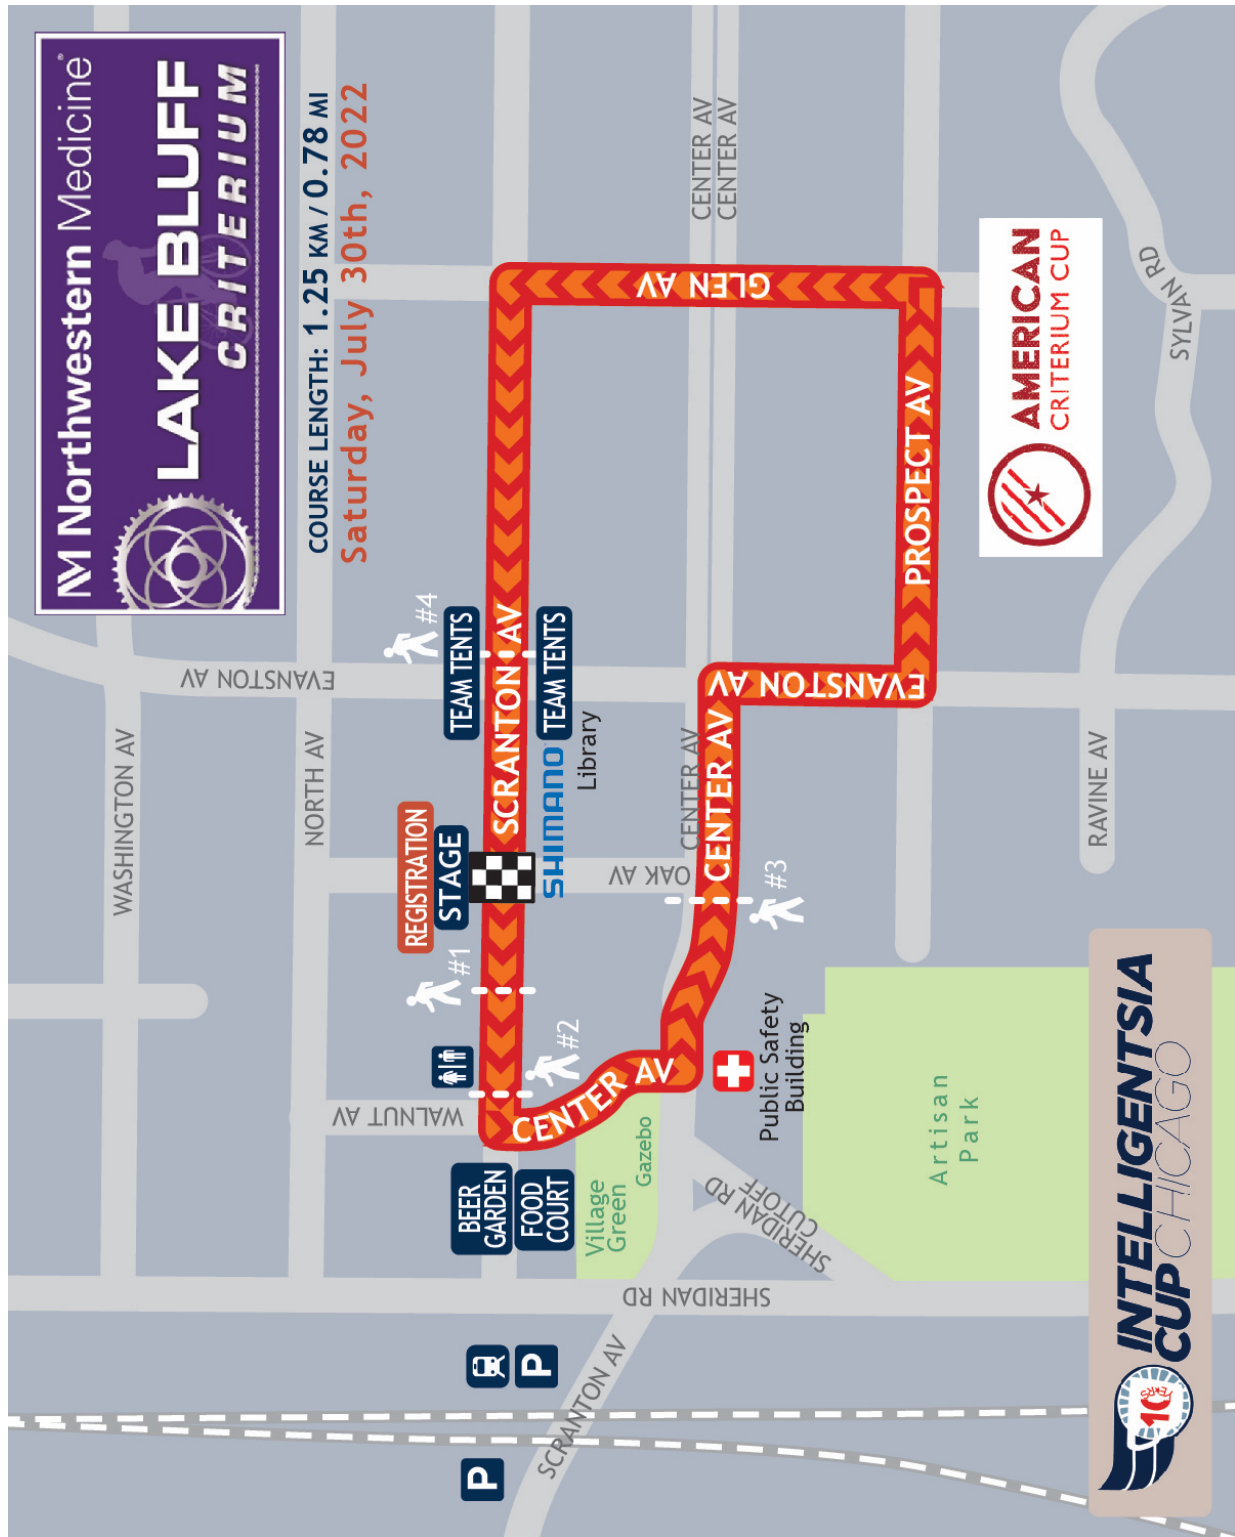 Northwestern Medicine®
LAKE BLUFF
CRITERIUM
COURSE LENGTH: 1.25 KM / 0.78 MI
Saturday, July 30th, 2022
WASHINGTON AV
NORTH AV
EVANSTON AV
WALNUT AV
REGISTRATION
STAGE
#1
#4
TEAM TENTS
SCRANTON AV
TEAM TENTS
SHIMANO
Library
BEER
GARDEN
FOOD
COURT
#2
CENTER AV
OAK AV
CENTER AV
CENTER AV
#3
EVANSTON AV
PROSPECT AV
GLEN AV
CENTER AV
CENTER AV
Village
Green
Gazebo
Public Safety
Building
SHERIDAN RD
CUTOFF
SHERIDAN RD
SCRANTON AV
P
P
Artisan
Park
RAVINE AV
SYLVAN RD
AMERICAN
CRITERIUM CUP
10
YEARS
INTELLIGENTSIA
CUP CHICAGO